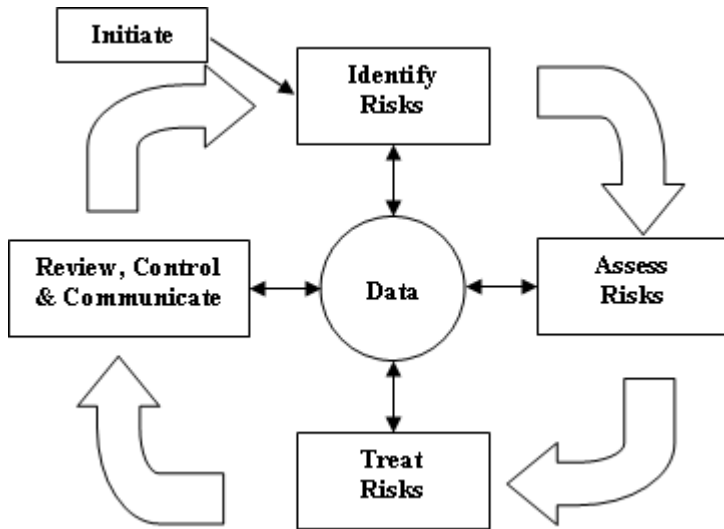 Initiate
Identify
Risks
Review, Control
& Communicate
Data
Assess
Risks
Treat
Risks